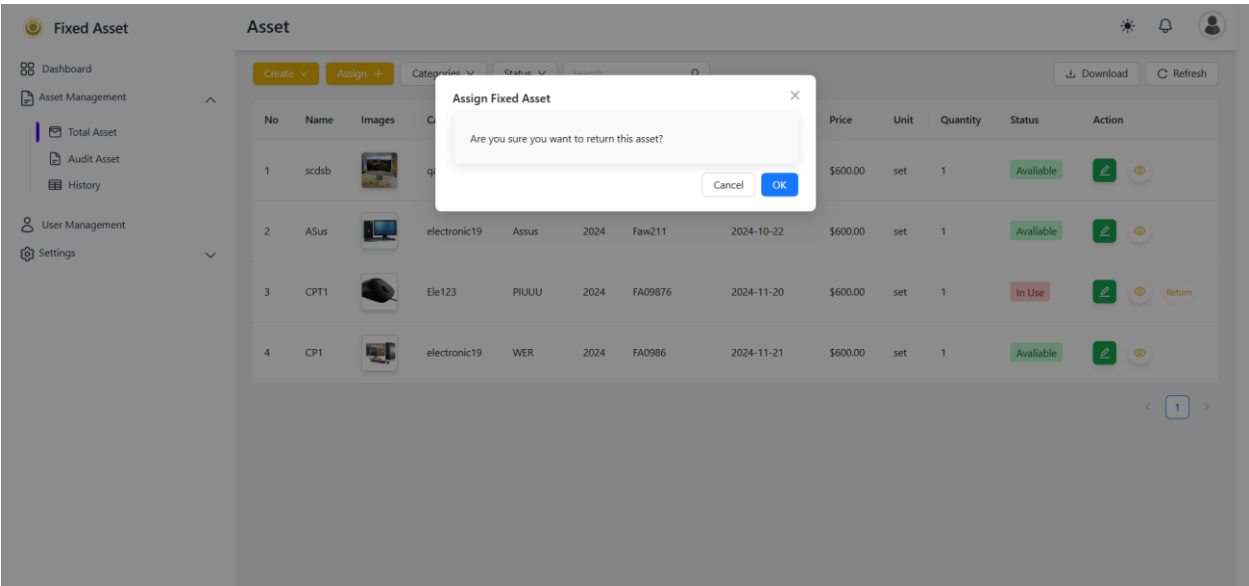 Fixed Asset
Asset
Dashboard
Asset Management
Total Asset
Audit Asset
History
User Management
Settings
Create
Assign +
Categories
Status
Search
Download
Refresh
Assign Fixed Asset
Are you sure you want to return this asset?
Cancel
OK
No Name Images Price Unit Quantity Status Action
1 scdsb $600.00 set 1 Avaliable
2 ASus electronic19 Assus 2024 Faw211 2024-10-22 $600.00 set 1 Avaliable
3 CPT1 Ele123 PIUUU 2024 FA09876 2024-11-20 $600.00 set 1 In Use Return
4 CP1 electronic19 WER 2024 FA0986 2024-11-21 $600.00 set 1 Avaliable
< 1 >